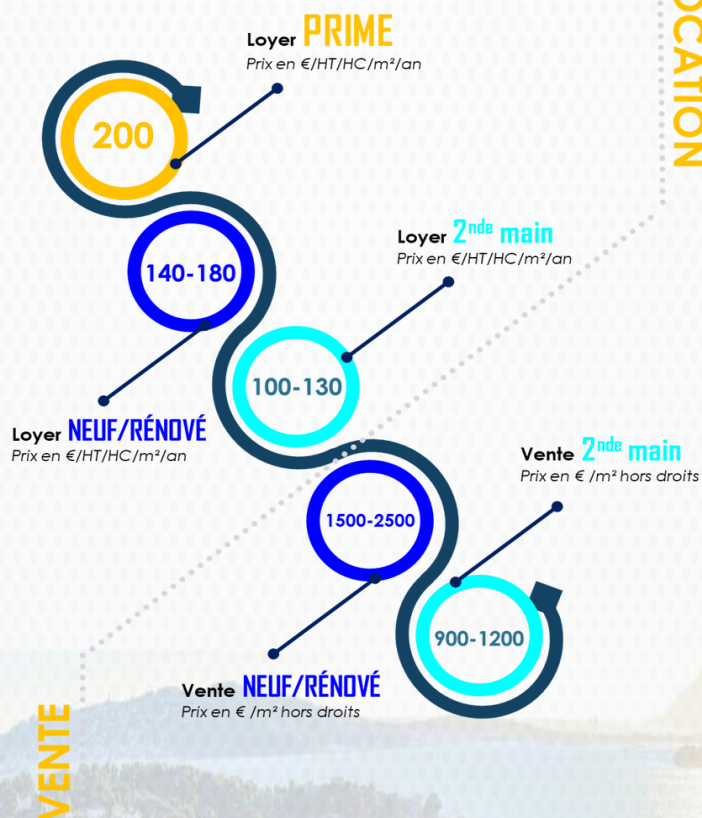 Loyer PRIME
Prix en €/HT/HC/m²/an
OCATION
200
140-180
Loyer 2nde main
Prix en €/HT/HC/m²/an
100-130
Loyer NEUF/RÉNOVÉ
Prix en €/HT/HC/m²/an
Vente 2nde main
Prix en € /m² hors droits
1500-2500
900-1200
Vente NEUF/RÉNOVÉ
Prix en € /m² hors droits
VENTE